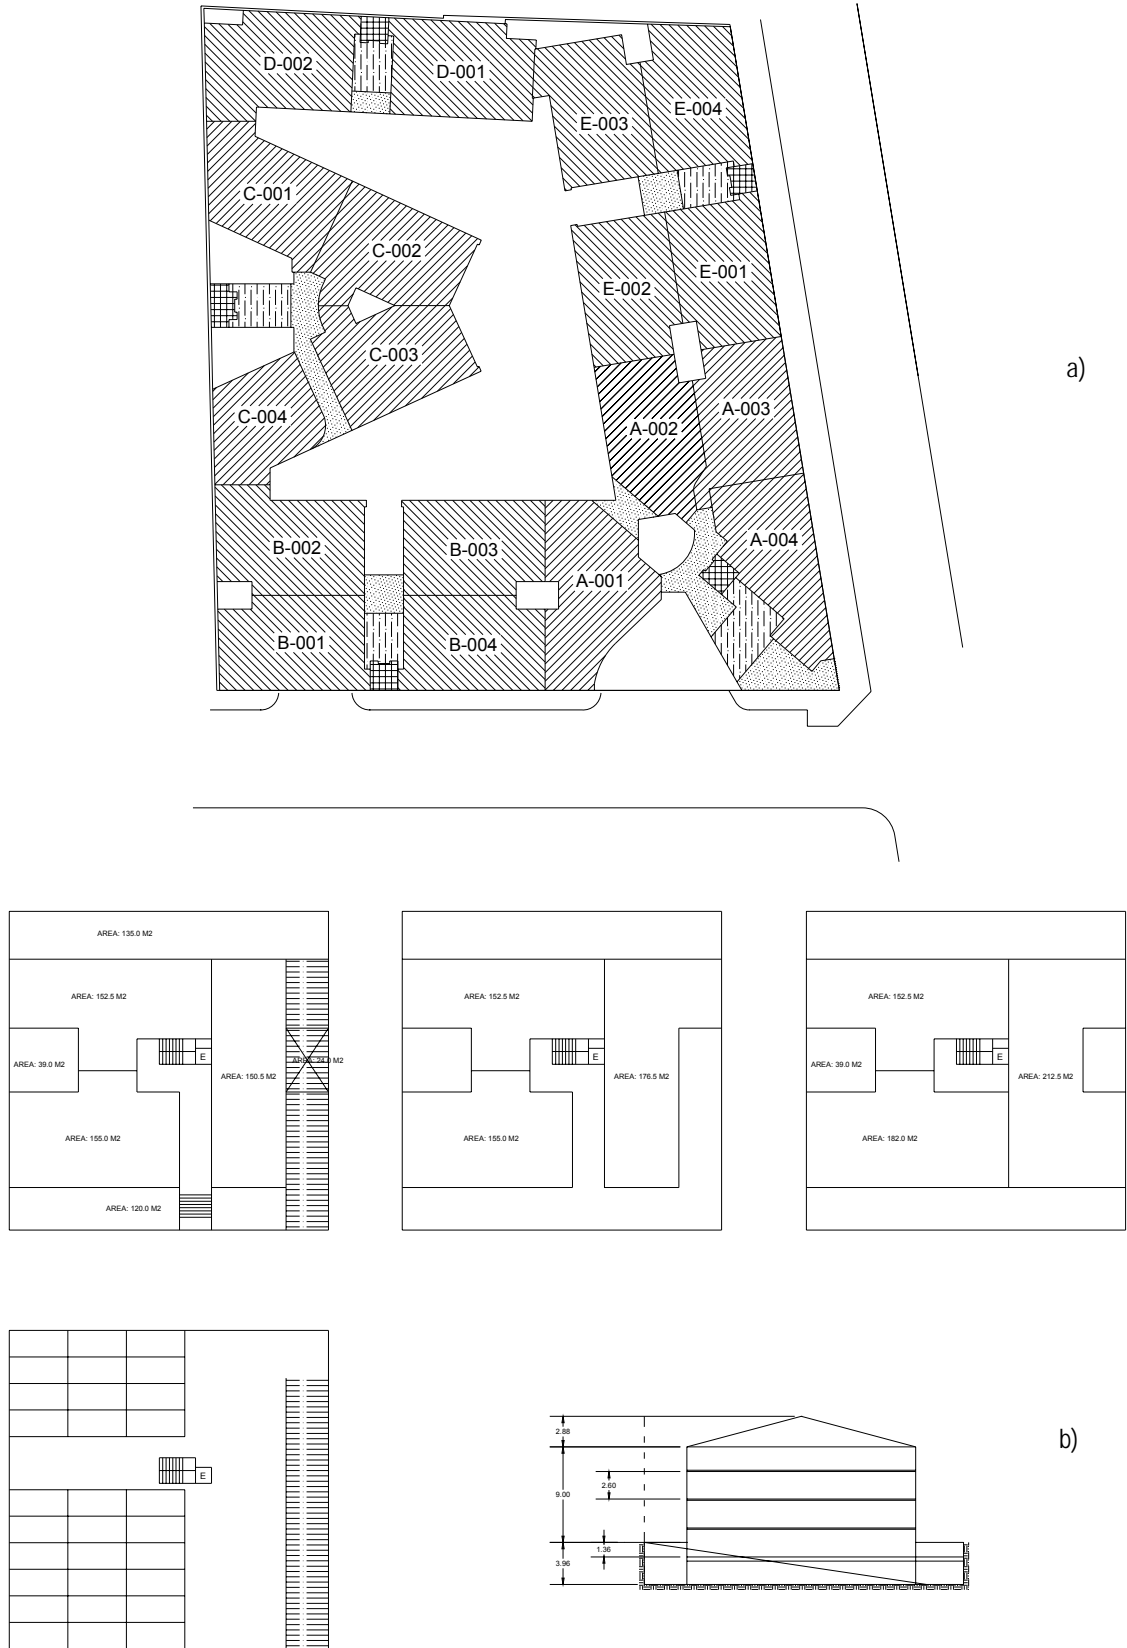 D-002
D-001
E-004
E-003
C-001
C-002
E-001
E-002
C-003
a)
A-003
C-004
A-002
A-004
B-002
B-003
A-001
B-001
B-004
AREA: 135.0 M2
AREA: 152.5 M2
AREA: 152.5 M2
AREA: 152.5 M2
E
E
E
AREA: 39.0 M2
AREA: 24.0 M2
AREA: 39.0 M2
AREA: 150.5 M2
AREA: 176.5 M2
AREA: 212.5 M2
AREA: 155.0 M2
AREA: 155.0 M2
AREA: 182.0 M2
AREA: 120.0 M2
E
2.88
b)
2.60
9.00
1.36
3.96